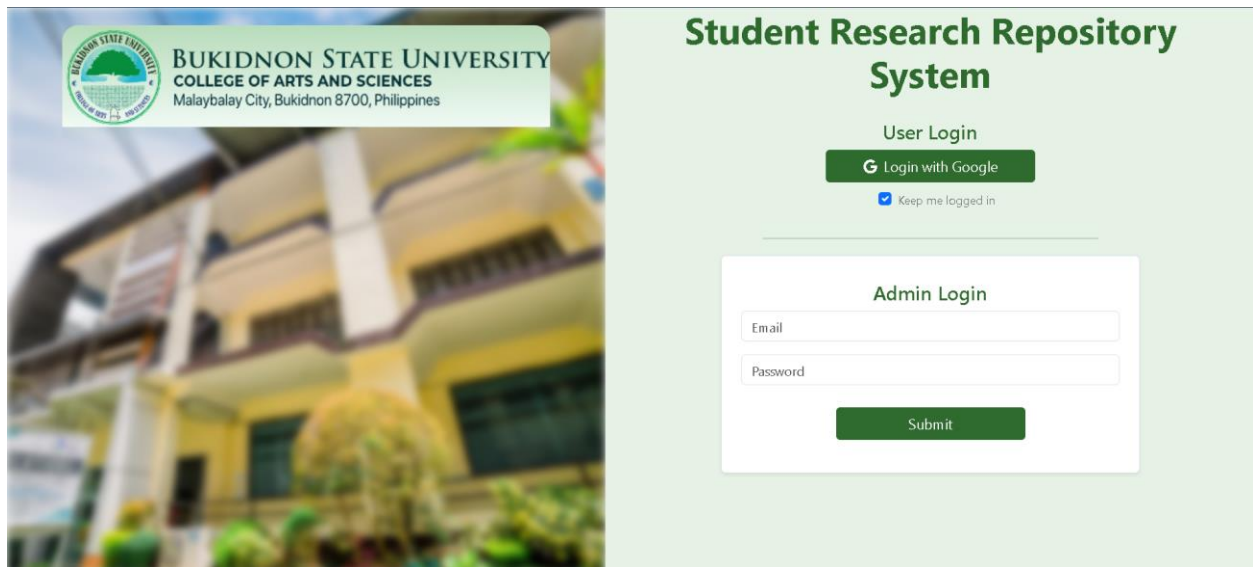 BUKIDNON STATE UNIVERSITY
COLLEGE OF ARTS AND SCIENCES
Malaybalay City, Bukidnon 8700, Philippines
Student Research Repository
System
User Login
G Login with Google
Keep me logged in
Admin Login
Email
Password
Submit